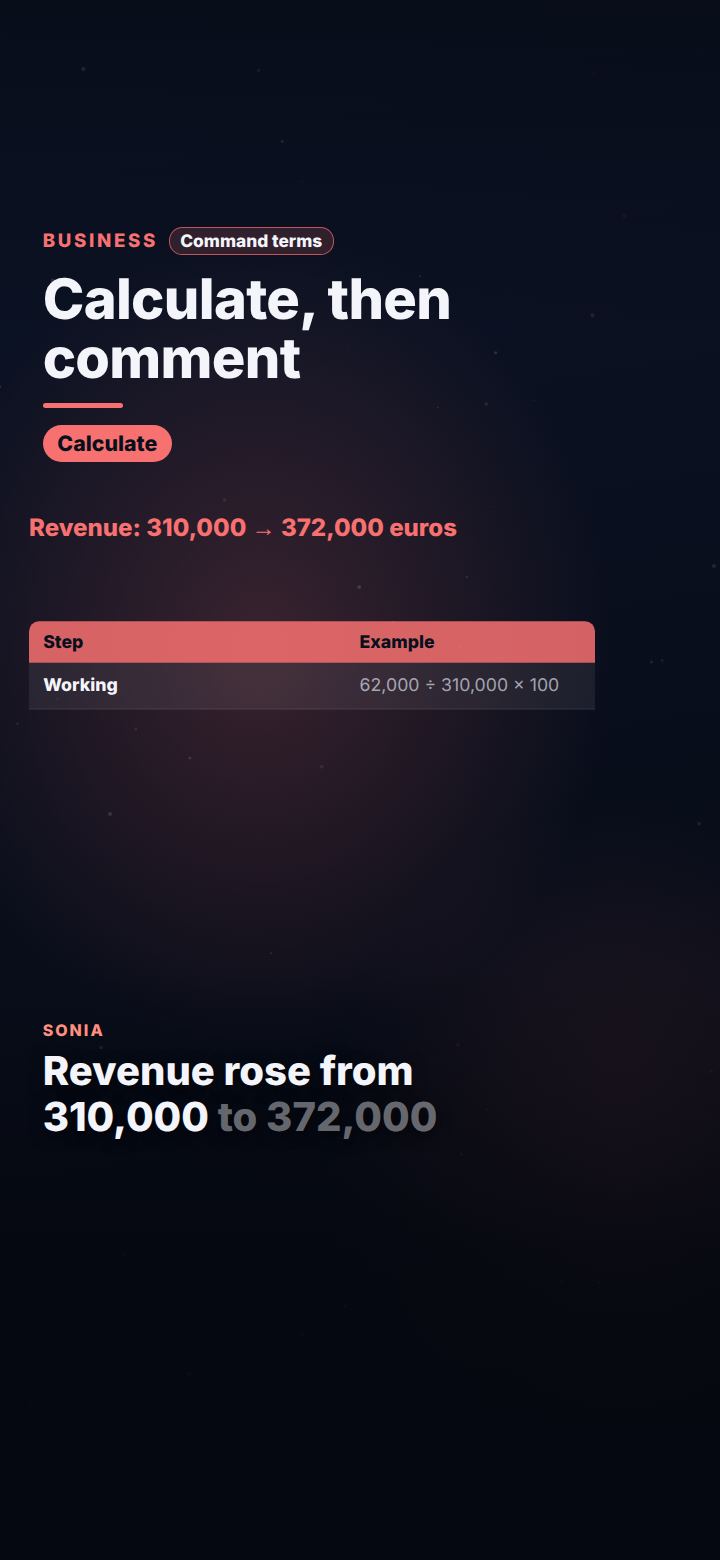 BUSINESS Command terms
Calculate, then
comment
Calculate
Revenue: 310,000 → 372,000 euros
Step Example
Working 62,000 ÷ 310,000 × 100
SONIA
Revenue rose from
310,000 to 372,000